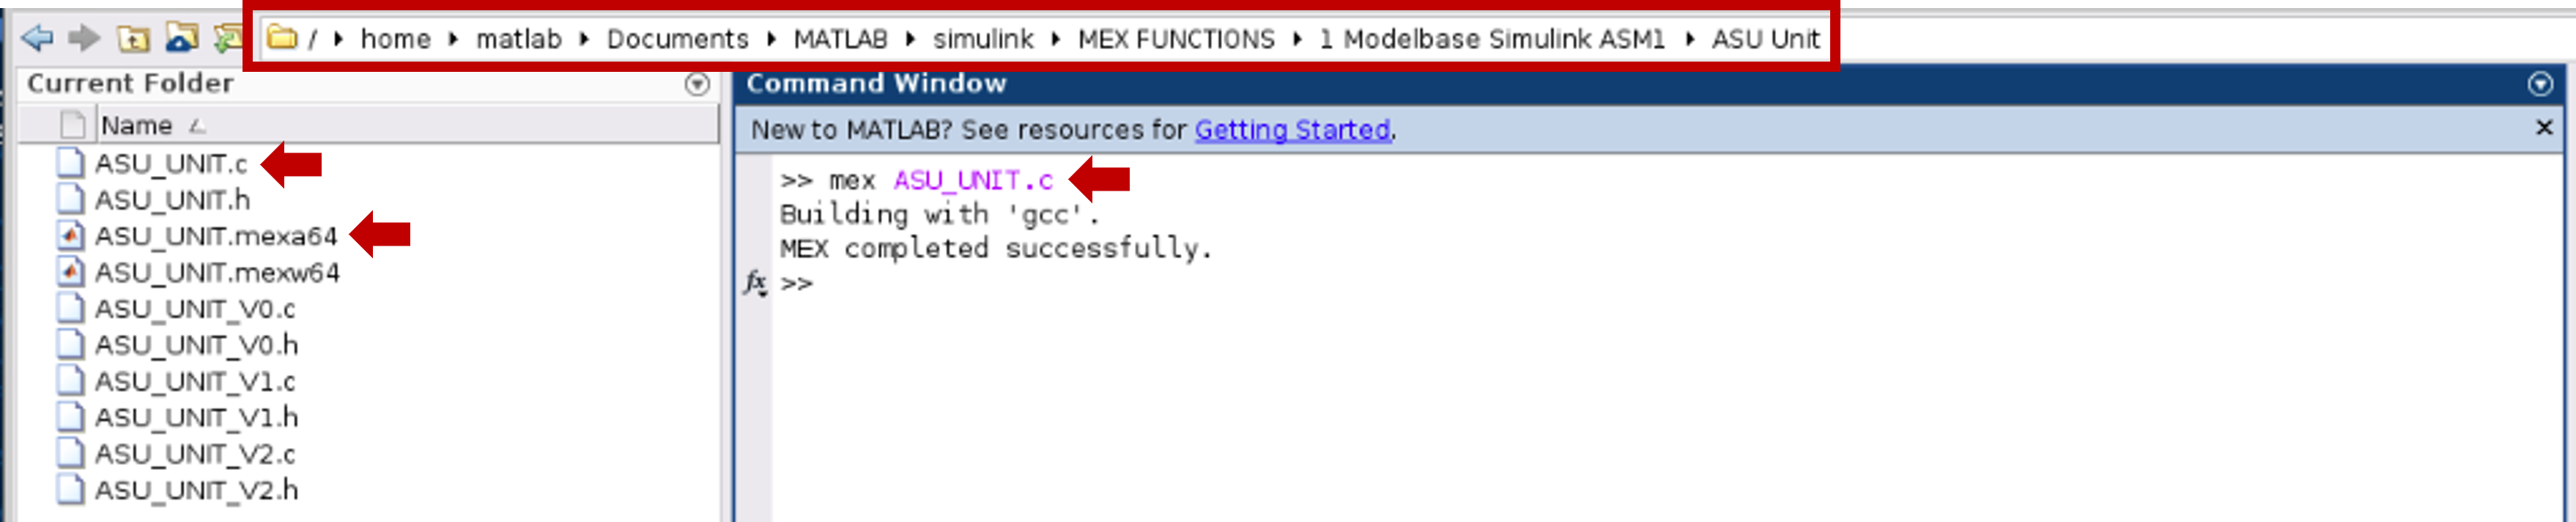 / ▸ home ▸ matlab ▸ Documents ▸ MATLAB ▸ simulink ▸ MEX FUNCTIONS ▸ 1 Modelbase Simulink ASM1 ▸ ASU Unit
Current Folder
Name
ASU_UNIT.c
ASU_UNIT.h
ASU_UNIT.mexa64
ASU_UNIT.mexw64
ASU_UNIT_V0.c
ASU_UNIT_V0.h
ASU_UNIT_V1.c
ASU_UNIT_V1.h
ASU_UNIT_V2.c
ASU_UNIT_V2.h
Command Window
New to MATLAB? See resources for Getting Started.
>> mex ASU_UNIT.c
Building with 'gcc'.
MEX completed successfully.
fx >>